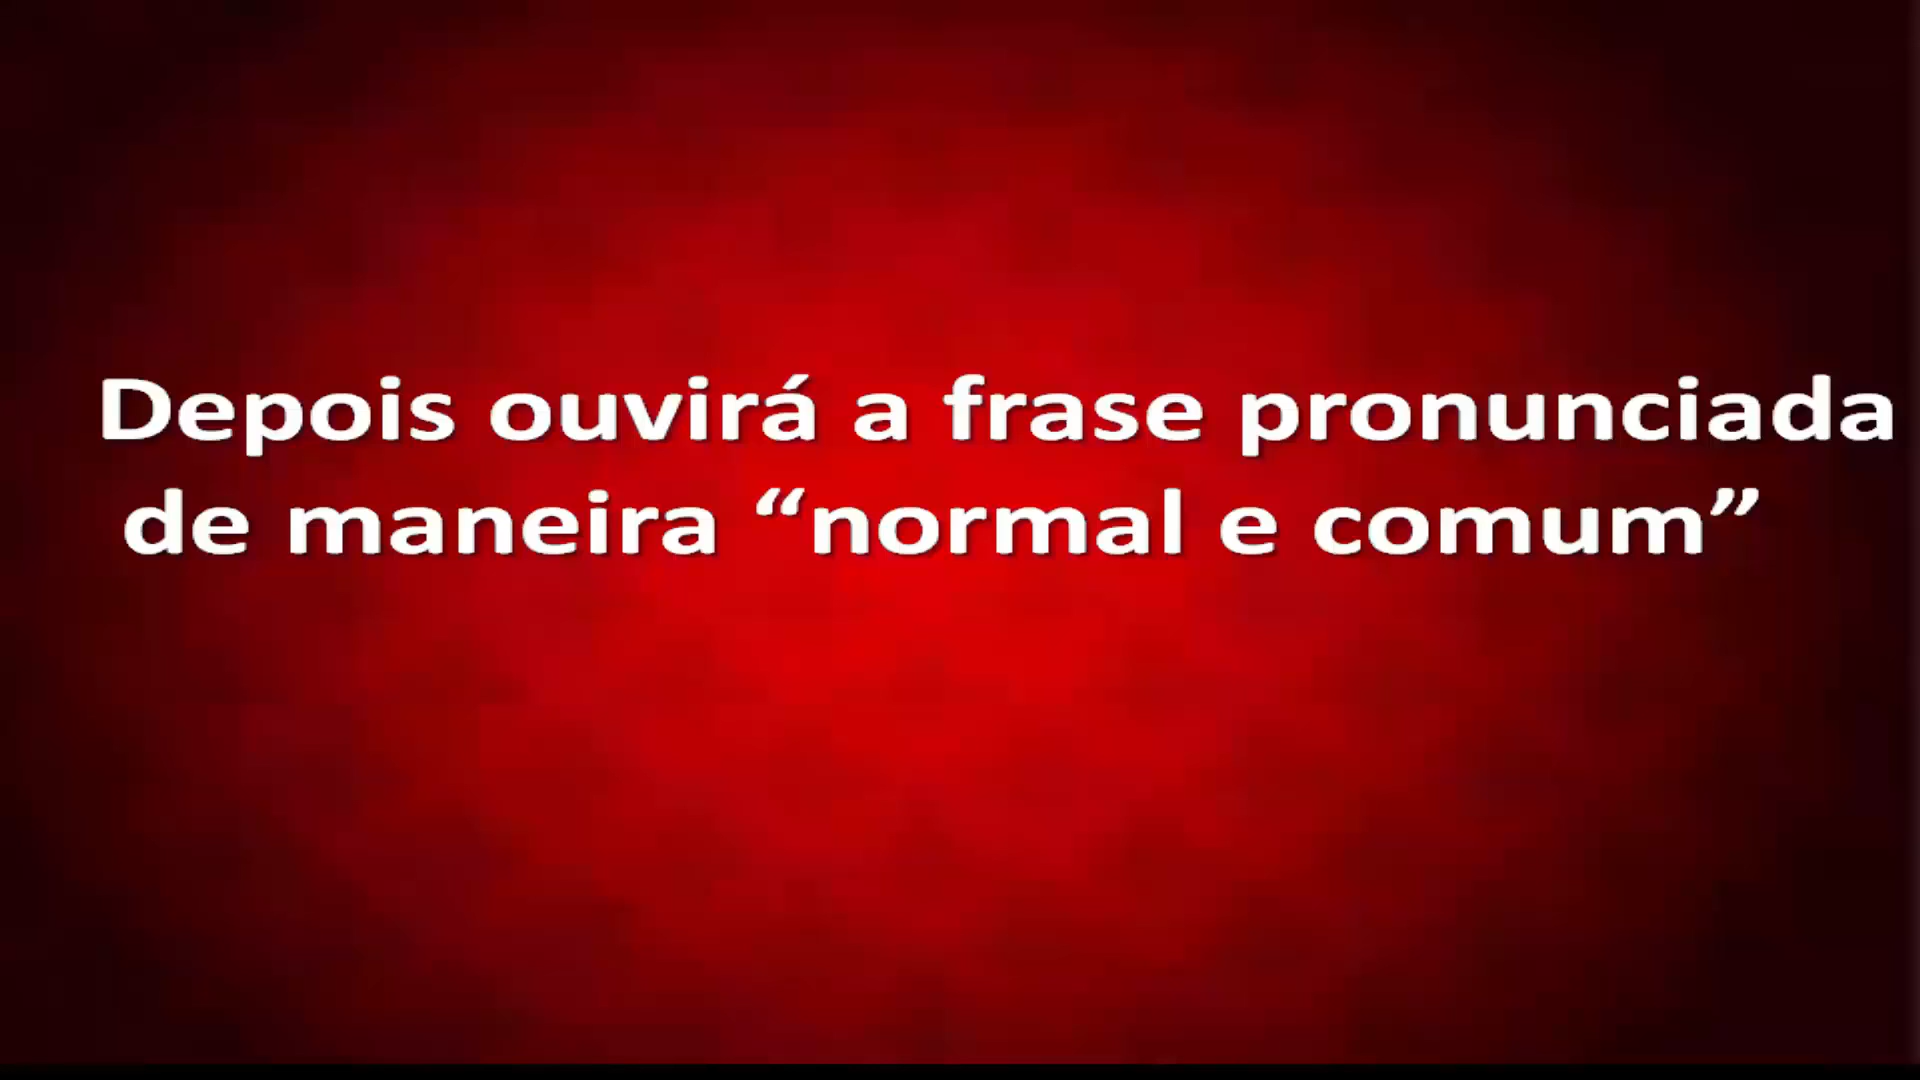 Depois ouvirá a frase pronunciada
de maneira “normal e comum”